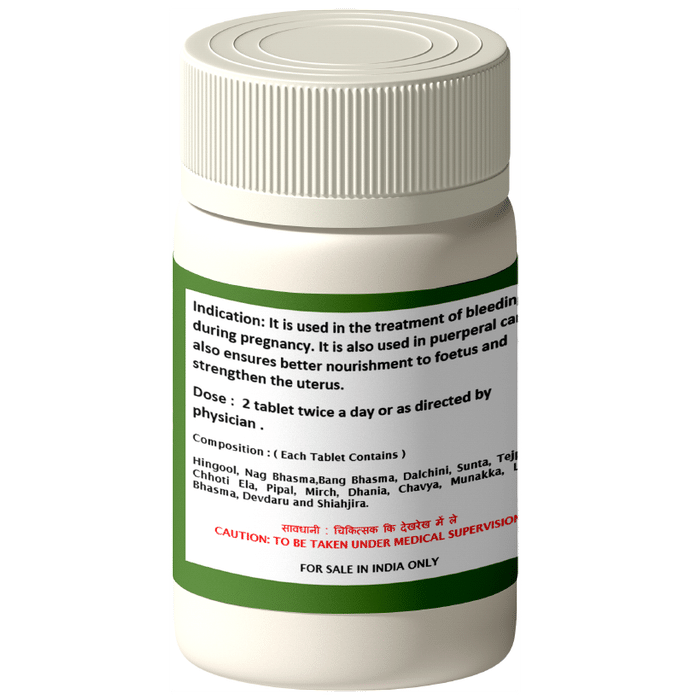 Indication: It is used in the treatment of bleeding
during pregnancy. It is also used in puerperal
also ensures better nourishment to foetus and
strengthen the uterus.
Dose : 2 tablet twice a day or as directed by
physician .
Composition : ( Each Tablet Contains )
Hingool, Nag Bhasma,Bang Bhasma, Dalchini, Sunta,
Chhoti Ela, Pipal, Mirch, Dhania, Chavya, Munakka,
Bhasma, Devdaru and Shiahjira.
सावधानी : चिकित्सक कि देखरेख में ले
CAUTION: TO BE TAKEN UNDER MEDICAL SUPERVISION
FOR SALE IN INDIA ONLY